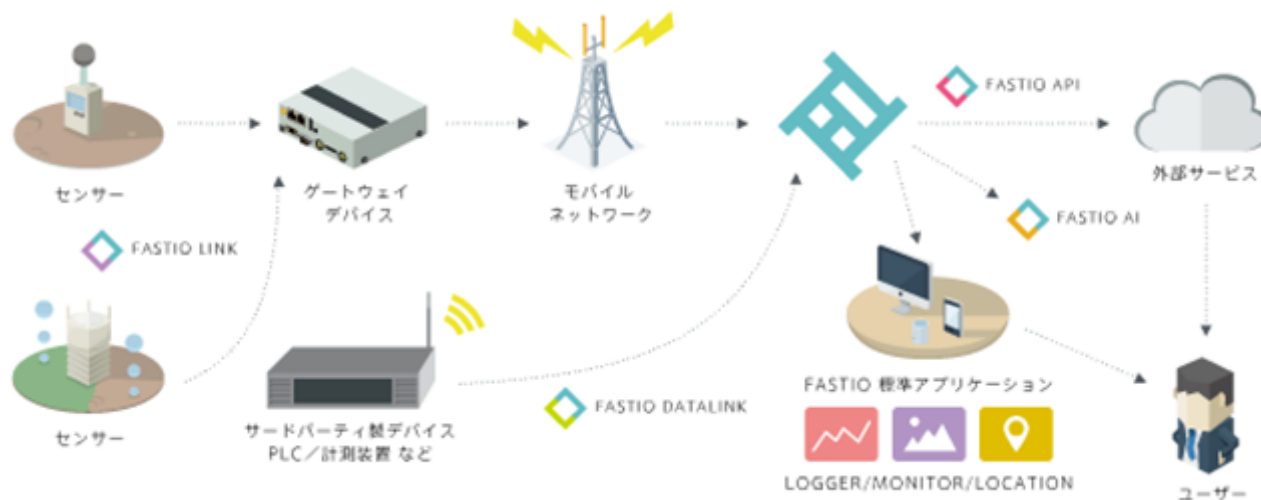 センサー
ゲートウェイ
デバイス
モバイル
ネットワーク
FASTIO API
外部サービス
FASTIO LINK
FASTIO AI
センサー
サードパーティ製デバイス
PLC／計測装置 など
FASTIO DATALINK
FASTIO 標準アプリケーション
LOGGER/MONITOR/LOCATION
ユーザー